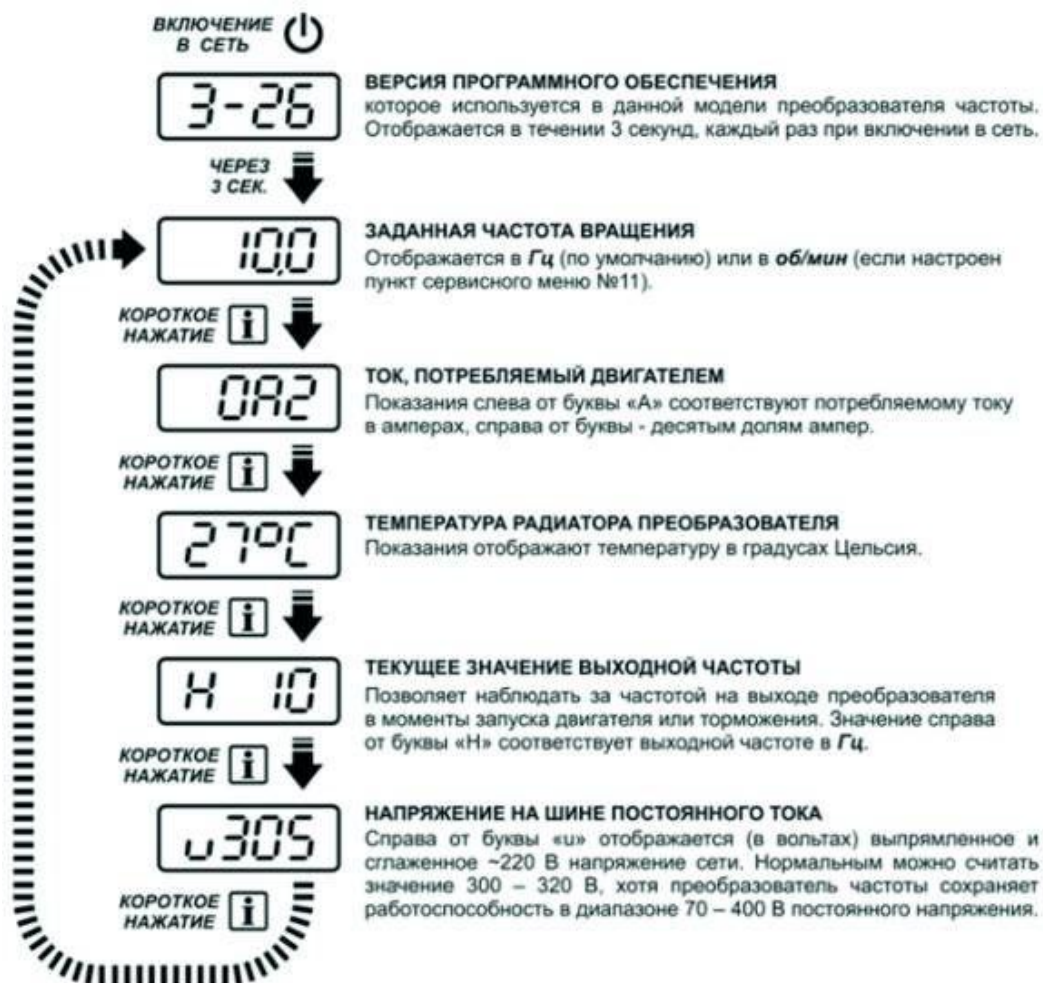 ВКЛЮЧЕНИЕ
В СЕТЬ
3-26
ВЕРСИЯ ПРОГРАММНОГО ОБЕСПЕЧЕНИЯ
которое используется в данной модели преобразователя частоты.
Отображается в течении 3 секунд, каждый раз при включении в сеть.
ЧЕРЕЗ
3 СЕК.
10,0
ЗАДАННАЯ ЧАСТОТА ВРАЩЕНИЯ
Отображается в Гц (по умолчанию) или в об/мин (если настроен
пункт сервисного меню №11).
КОРОТКОЕ
НАЖАТИЕ i
0A2
ТОК, ПОТРЕБЛЯЕМЫЙ ДВИГАТЕЛЕМ
Показания слева от буквы «А» соответствуют потребляемому току
в амперах, справа от буквы - десятым долям ампер.
КОРОТКОЕ
НАЖАТИЕ i
27°C
ТЕМПЕРАТУРА РАДИАТОРА ПРЕОБРАЗОВАТЕЛЯ
Показания отображают температуру в градусах Цельсия.
КОРОТКОЕ
НАЖАТИЕ i
H 10
ТЕКУЩЕЕ ЗНАЧЕНИЕ ВЫХОДНОЙ ЧАСТОТЫ
Позволяет наблюдать за частотой на выходе преобразователя
в моменты запуска двигателя или торможения. Значение справа
от буквы «Н» соответствует выходной частоте в Гц.
КОРОТКОЕ
НАЖАТИЕ i
u305
НАПРЯЖЕНИЕ НА ШИНЕ ПОСТОЯННОГО ТОКА
Справа от буквы «u» отображается (в вольтах) выпрямленное и
сглаженное ~220 В напряжение сети. Нормальным можно считать
значение 300 – 320 В, хотя преобразователь частоты сохраняет
работоспособность в диапазоне 70 – 400 В постоянного напряжения.
КОРОТКОЕ
НАЖАТИЕ i